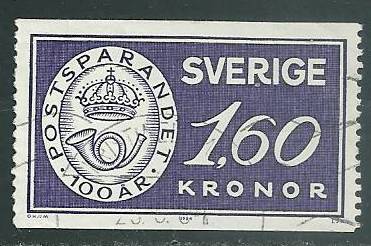 SVERIGE
· POSTSPARANDET · 100 ÅR
1,60
KRONOR